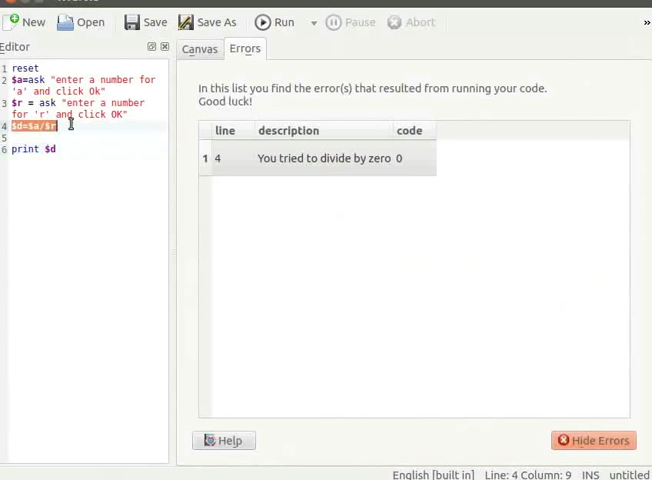 New Open Save Save As Run Pause Abort »
Editor
Canvas Errors
1 reset
2 $a=ask "enter a number for
'a' and click Ok"
3 $r = ask "enter a number
for 'r' and click OK"
4 $d=$a/$r
5
6 print $d
In this list you find the error(s) that resulted from running your code.
Good luck!
line description code
1 4 You tried to divide by zero 0
Help Hide Errors
English [built in] Line: 4 Column: 9 INS untitled